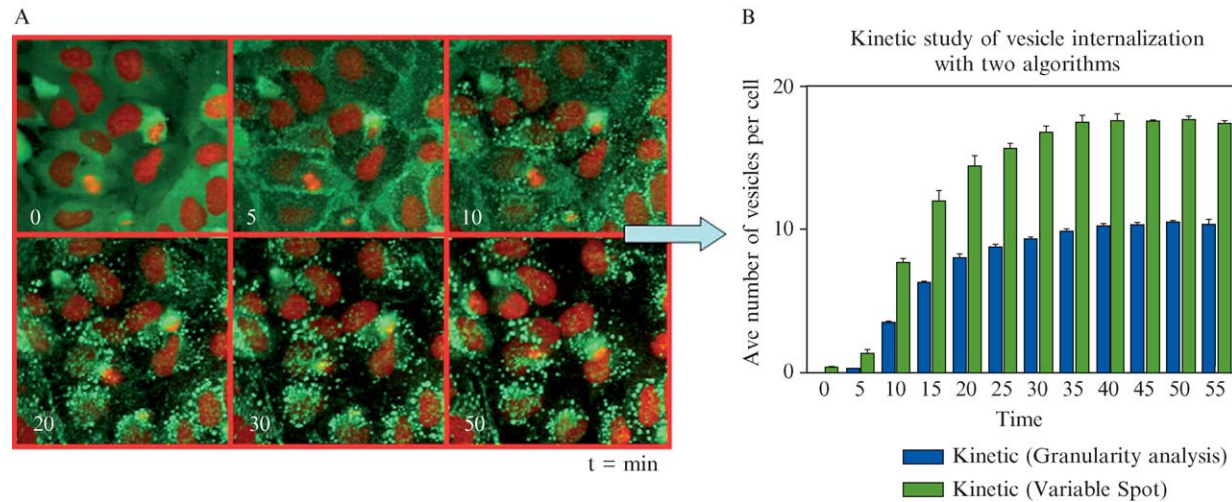 A
0
5
10
20
30
50
t = min
B
Kinetic study of vesicle internalization
with two algorithms
Ave number of vesicles per cell
20
10
0
0 5 10 15 20 25 30 35 40 45 50 55
Time
Kinetic (Granularity analysis)
Kinetic (Variable Spot)